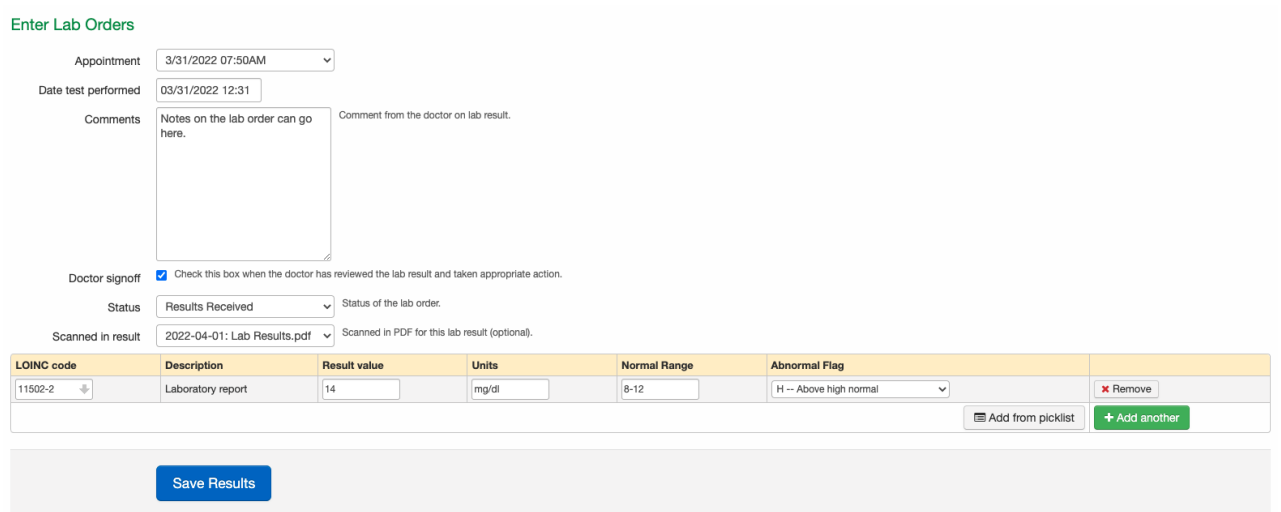 Enter Lab Orders
Appointment 3/31/2022 07:50AM
Date test performed 03/31/2022 12:31
Comments Notes on the lab order can go Comment from the doctor on lab result.
here.
Doctor signoff Check this box when the doctor has reviewed the lab result and taken appropriate action.
Status Results Received Status of the lab order.
Scanned in result 2022-04-01: Lab Results.pdf Scanned in PDF for this lab result (optional).
LOINC code Description Result value Units Normal Range Abnormal Flag
11502-2 Laboratory report 14 mg/dl 8-12 H -- Above high normal Remove
Add from picklist + Add another
Save Results